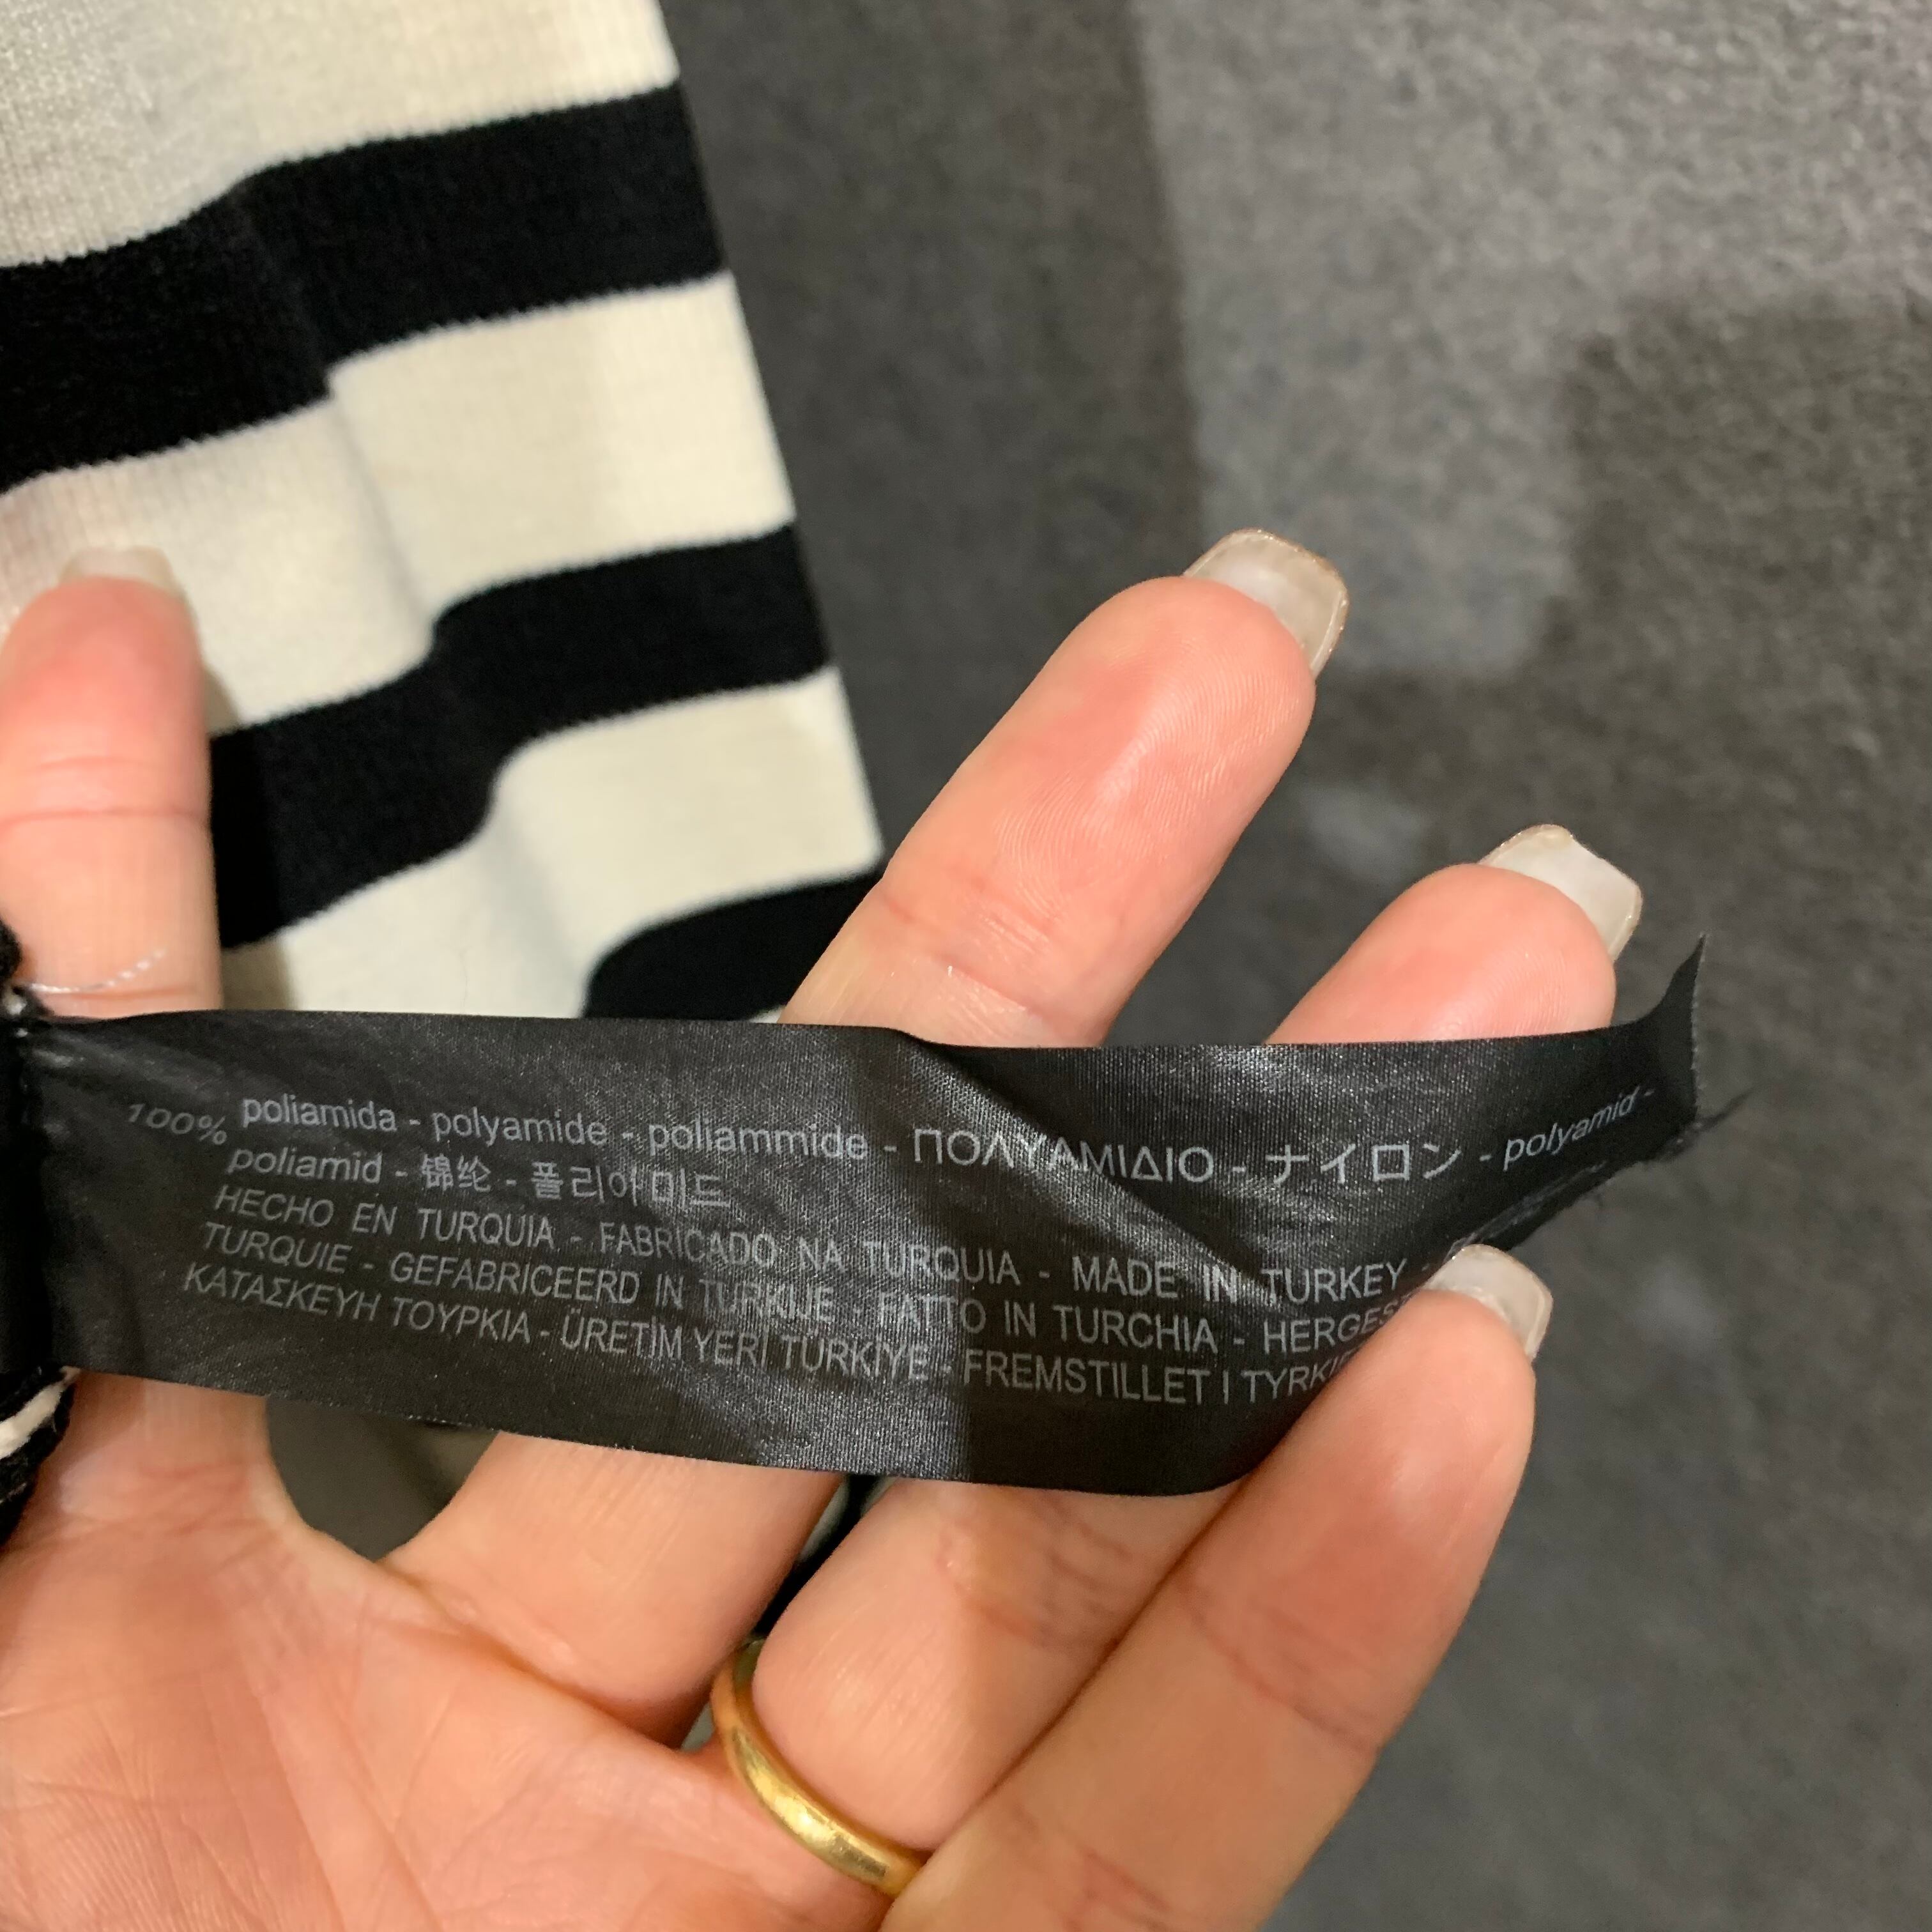 100% poliamida - polyamide - poliammide - ΠΟΛΥΑΜΙΔΙΟ - ナイロン - polyamid -
poliamid - 锦纶 - 폴리아미드
HECHO EN TURQUIA - FABRICADO NA TURQUIA - MADE IN TURKEY -
TURQUIE - GEFABRICEERD IN TURKIJE - FATTO IN TURCHIA -
ΚΑΤΑΣΚΕΥΗ ΤΟΥΡΚΙΑ - ÜRETİM YERİ TÜRKİYE - FREMSTILLET I